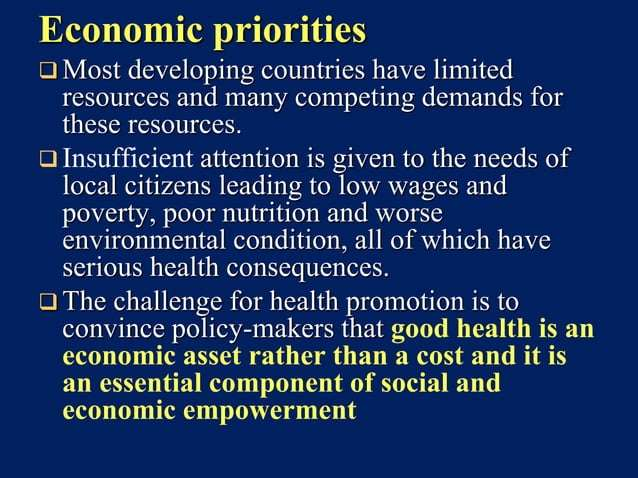 Economic priorities
❑ Most developing countries have limited
resources and many competing demands for
these resources.
❑ Insufficient attention is given to the needs of
local citizens leading to low wages and
poverty, poor nutrition and worse
environmental condition, all of which have
serious health consequences.
❑ The challenge for health promotion is to
convince policy-makers that good health is an
economic asset rather than a cost and it is
an essential component of social and
economic empowerment